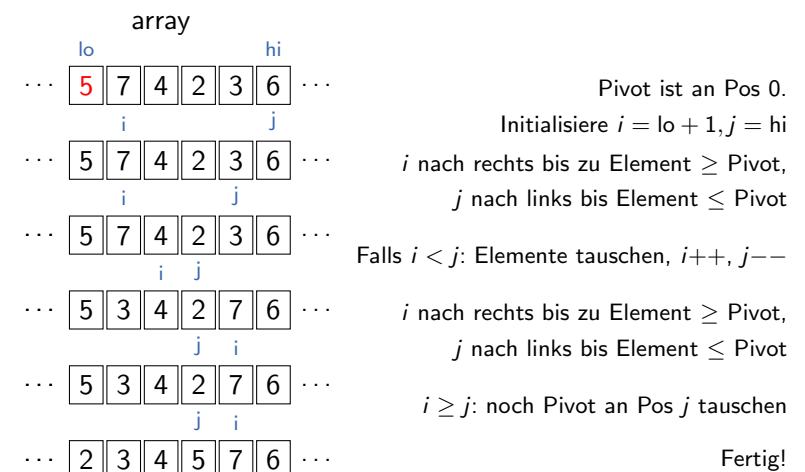 array
lo hi
··· 5 7 4 2 3 6 ··· Pivot ist an Pos 0.
i j Initialisiere i = lo + 1, j = hi
··· 5 7 4 2 3 6 ··· i nach rechts bis zu Element ≥ Pivot,
i j j nach links bis Element ≤ Pivot
··· 5 7 4 2 3 6 ···
Falls i < j: Elemente tauschen, i++, j−−
i j
··· 5 3 4 2 7 6 ··· i nach rechts bis zu Element ≥ Pivot,
j i j nach links bis Element ≤ Pivot
··· 5 3 4 2 7 6 ···
i ≥ j: noch Pivot an Pos j tauschen
j i
··· 2 3 4 5 7 6 ··· Fertig!